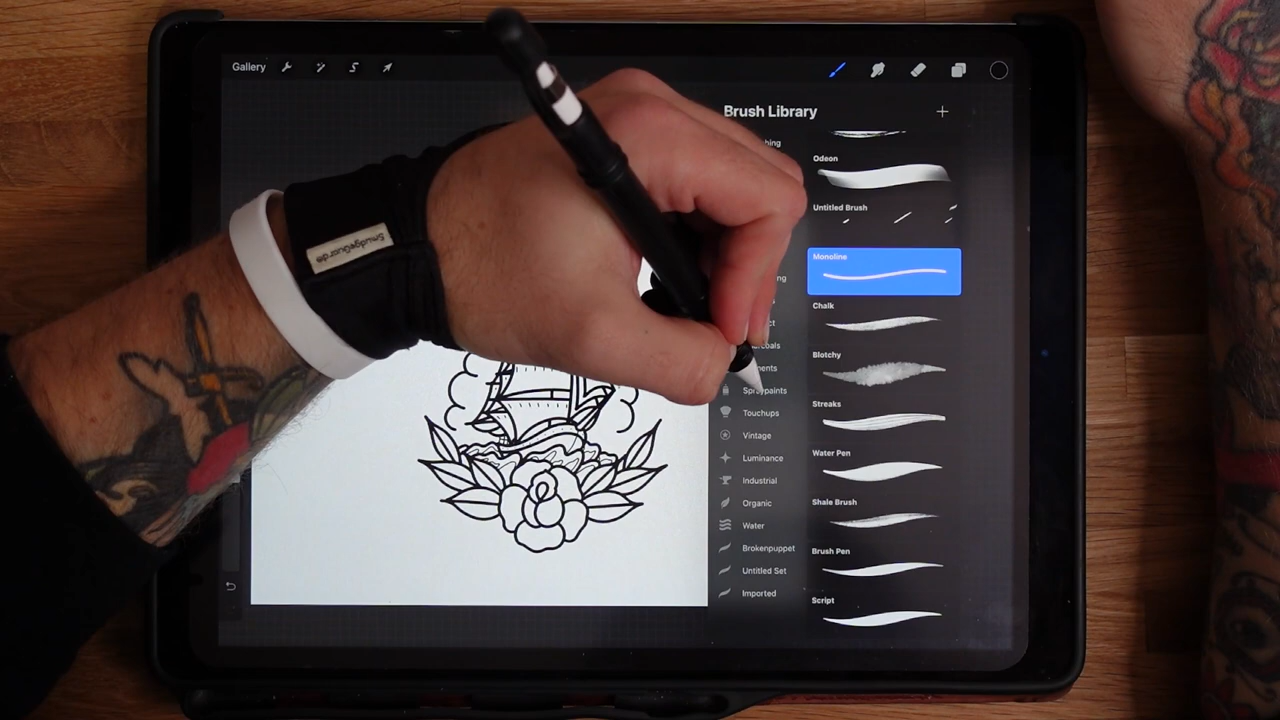 Gallery
Brush Library
Odeon
Untitled Brush
Monoline
Chalk
Blotchy
Streaks
Water Pen
Shale Brush
Brush Pen
Script
Spraypaints
Touchups
Vintage
Luminance
Industrial
Organic
Water
Brokenpuppet
Untitled Set
Imported
SmudgeGuard